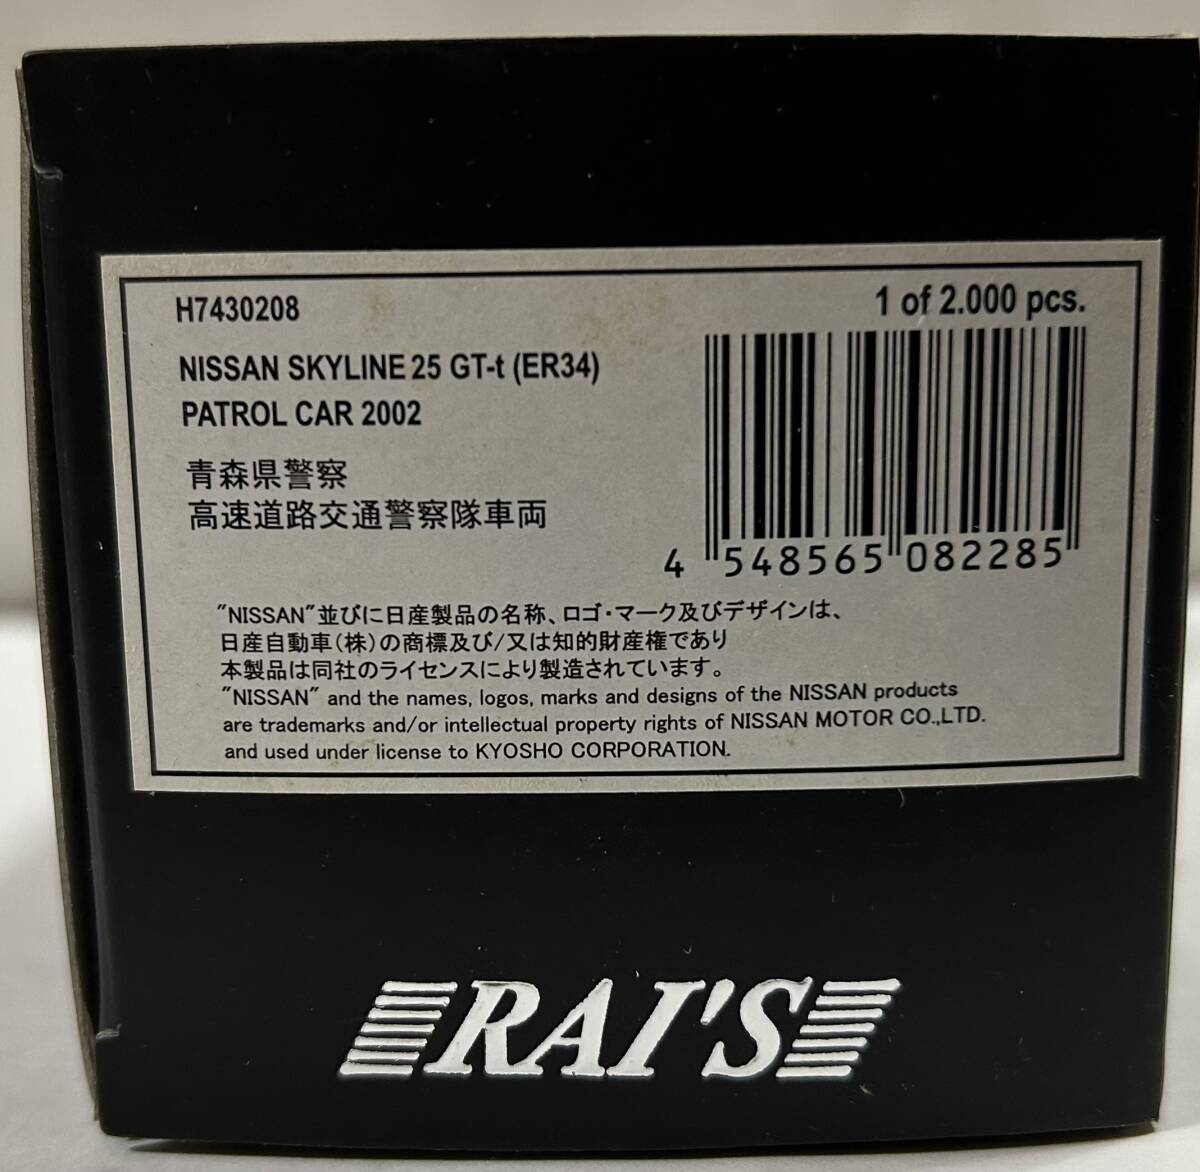 H7430208
1 of 2.000 pcs.
NISSAN SKYLINE 25 GT-t (ER34)
PATROL CAR 2002
青森県警察
高速道路交通警察隊車両
4 548565 082285
"NISSAN"並びに日産製品の名称、ロゴ・マーク及びデザインは、
日産自動車(株)の商標及び/又は知的財産権であり
本製品は同社のライセンスにより製造されています。
"NISSAN" and the names, logos, marks and designs of the NISSAN products
are trademarks and/or intellectual property rights of NISSAN MOTOR CO.,LTD.
and used under license to KYOSHO CORPORATION.
RAI'S